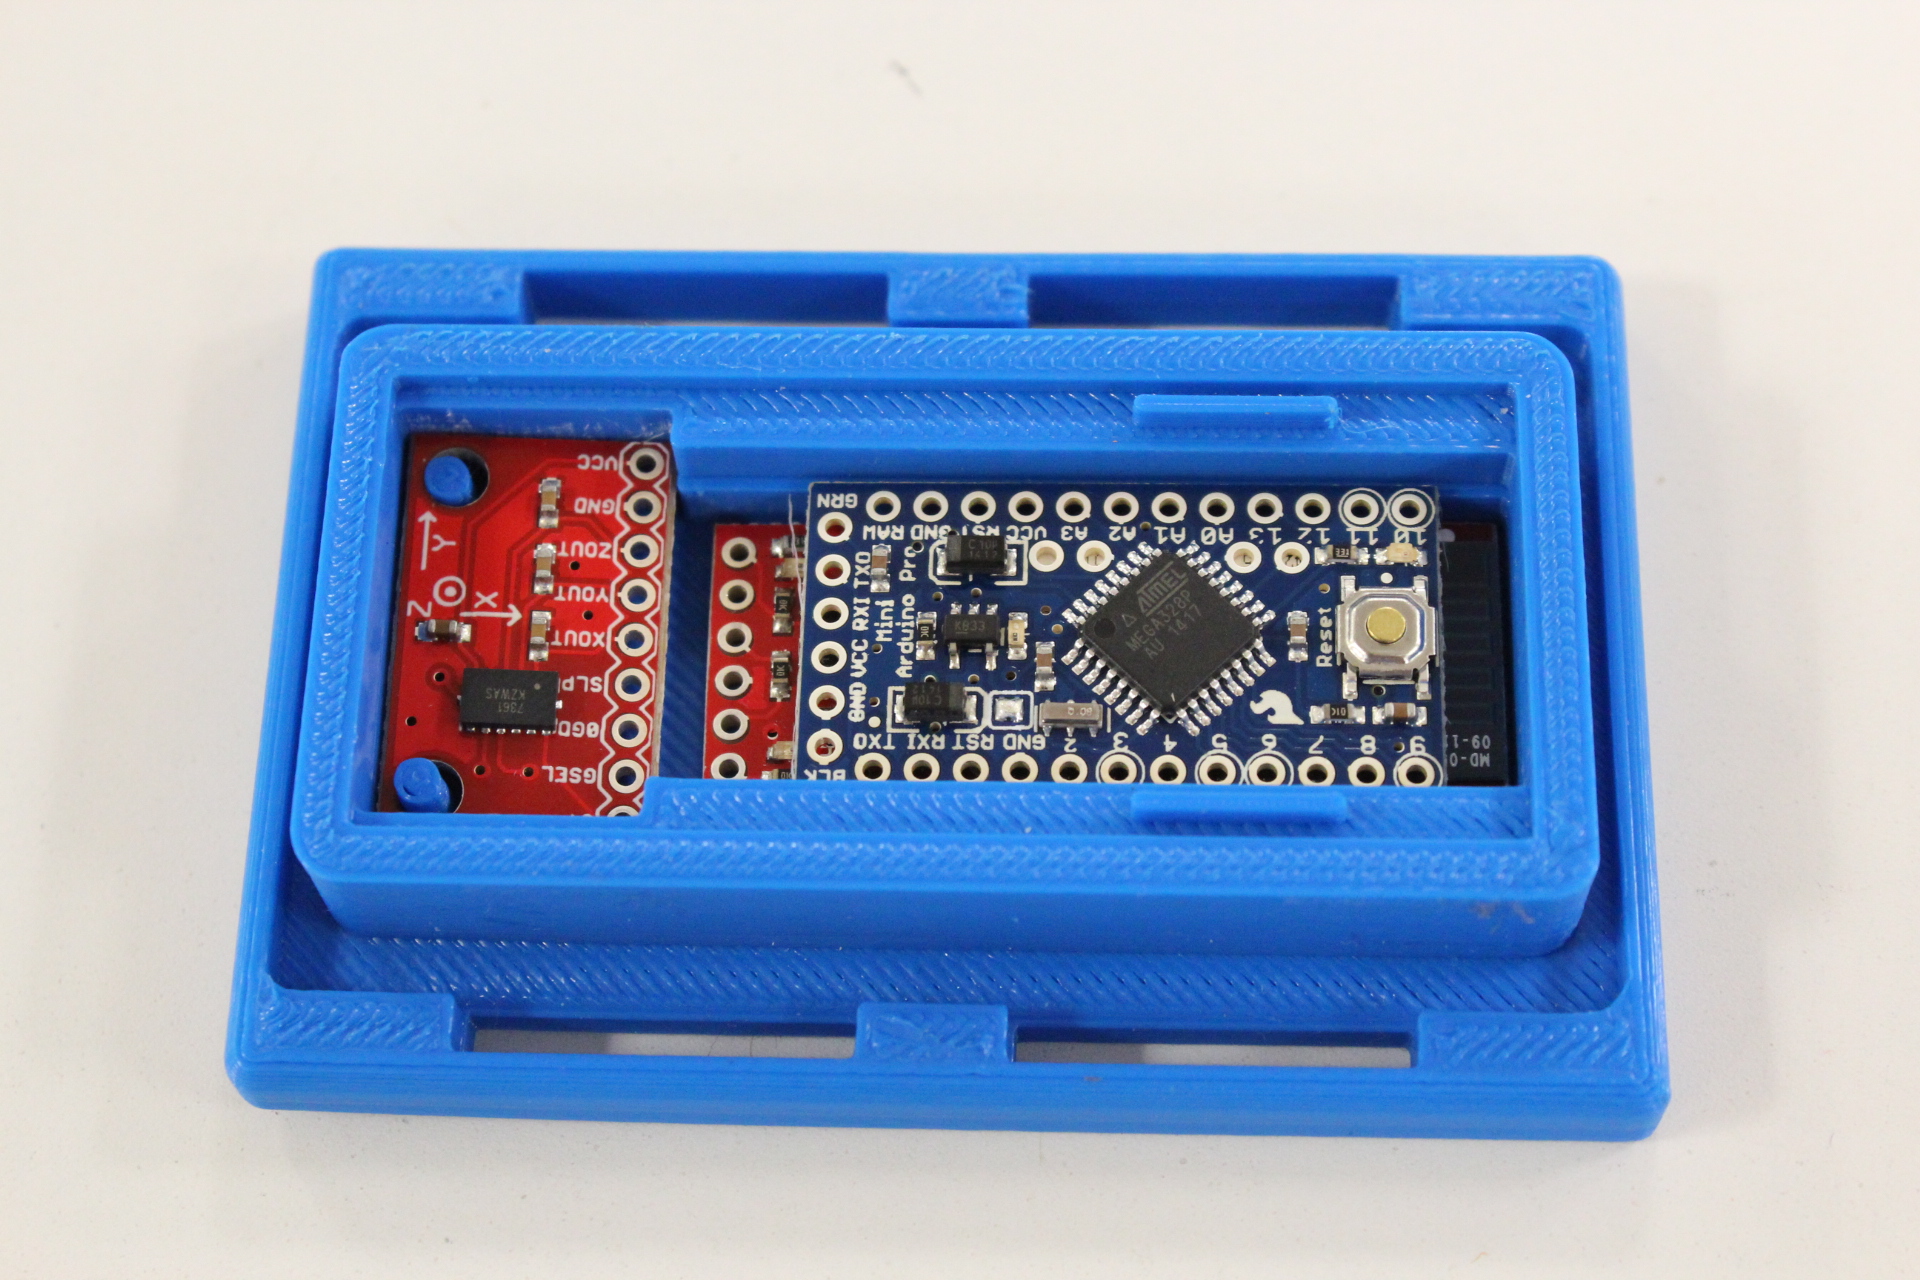 VCC
GND
ZOUT
YOUT
XOUT
SLP
0GD
GSEL
Y
Z
X
736T
KZWAS
GRN
TXO
RXI
VCC
GND
BLK
RAW
GND
RST
VCC
A3
A2
A1
A0
13
12
11
10
Arduino Pro
Mini
K833
ATMEL
MEGA328P
AU 1417
Reset
TXO
RXI
RST
GND
2
3
4
5
6
7
8
9